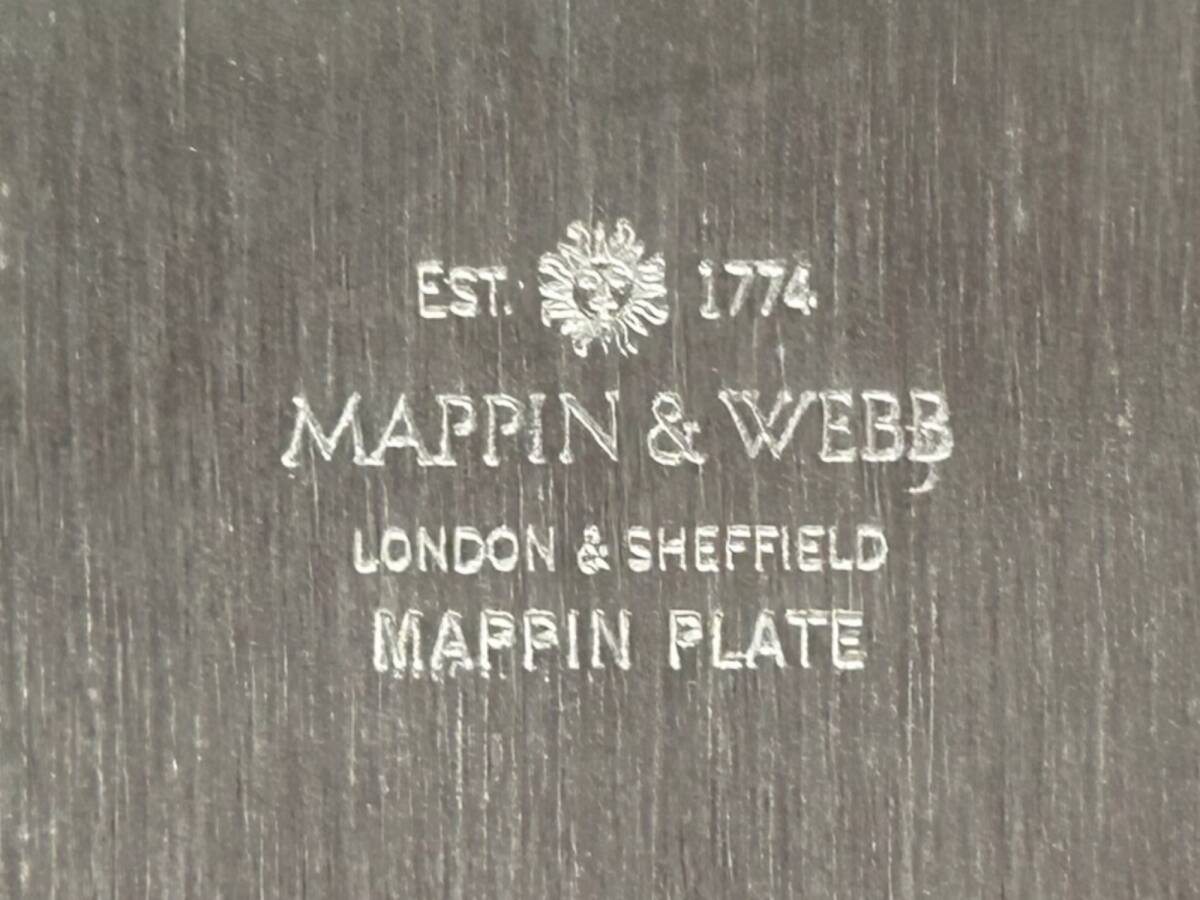 EST. 1774
MAPPIN & WEBB
LONDON & SHEFFIELD
MAPPIN PLATE